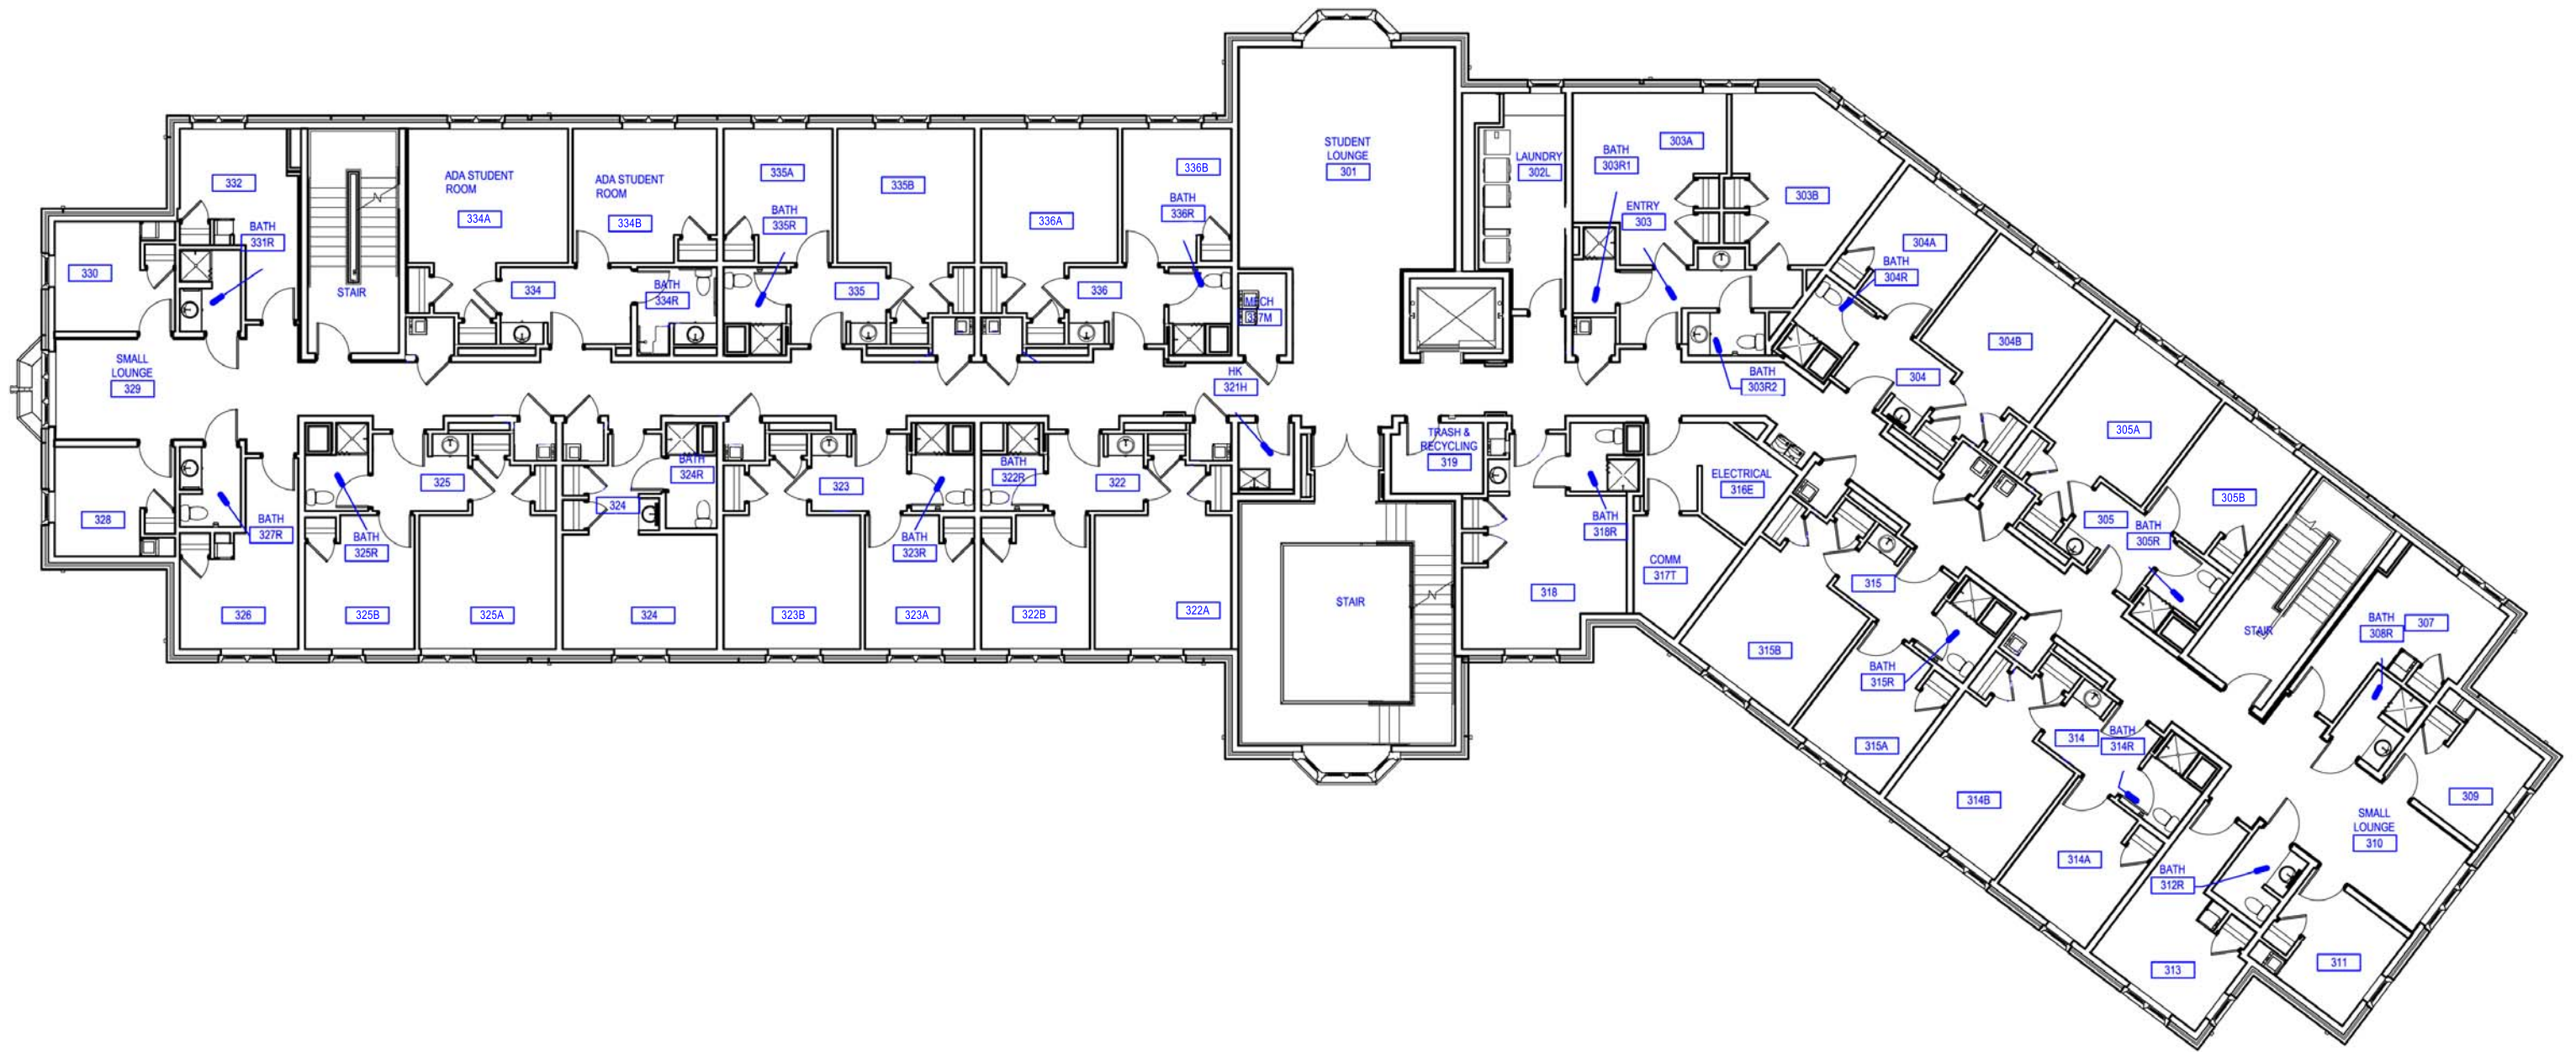 STUDENT
LOUNGE
301
332
BATH
331R
330
STAIR
SMALL
LOUNGE
329
ADA STUDENT
ROOM
334A
ADA STUDENT
ROOM
334B
334
BATH
334R
335A
BATH
335R
335
335B
336A
336
336B
BATH
336R
MECH
HK
321H
LAUNDRY
302L
BATH
303R1
303A
ENTRY
303
303B
BATH
303R2
304A
BATH
304R
304
304B
305A
305
BATH
305R
305B
STAIR
BATH
308R
307
309
SMALL
LOUNGE
310
311
BATH
312R
313
314
BATH
314R
314B
314A
315
BATH
315R
315B
315A
ELECTRICAL
316E
COMM
317T
BATH
318R
318
TRASH &
RECYCLING
319
STAIR
BATH
322R
322
322B
322A
323
BATH
323R
323B
323A
BATH
324R
324
324
325
BATH
325R
325B
325A
328
BATH
327R
326